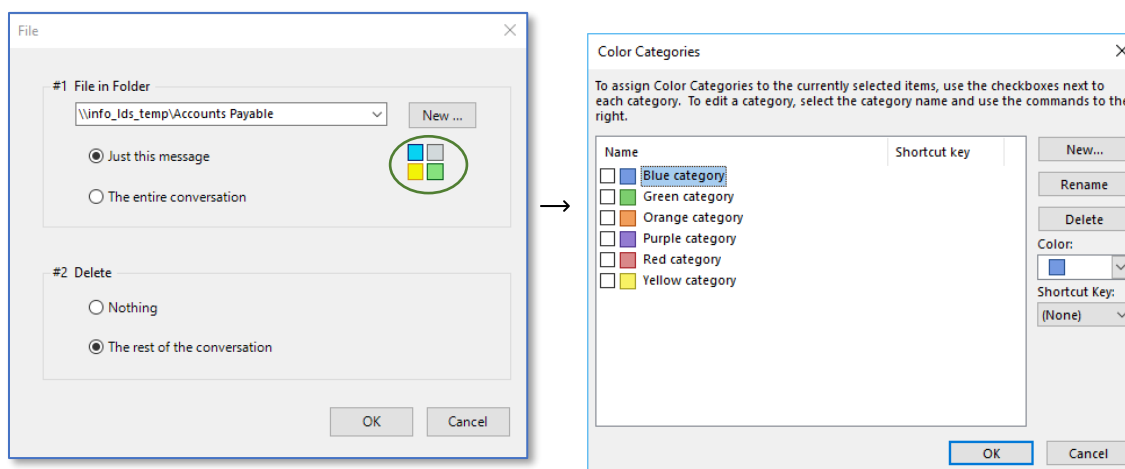 File
#1 File in Folder
\\info_lds_temp\Accounts Payable
New ...
Just this message
The entire conversation
#2 Delete
Nothing
The rest of the conversation
OK
Cancel
Color Categories
To assign Color Categories to the currently selected items, use the checkboxes next to
each category. To edit a category, select the category name and use the commands to the
right.
Name
Shortcut key
Blue category
Green category
Orange category
Purple category
Red category
Yellow category
New...
Rename
Delete
Color:
Shortcut Key:
(None)
OK
Cancel